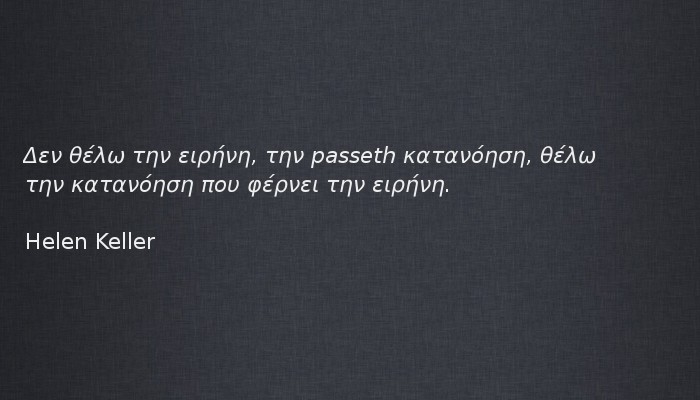 Δεν θέλω την ειρήνη, την passeth κατανόηση, θέλω
την κατανόηση που φέρνει την ειρήνη.
Helen Keller